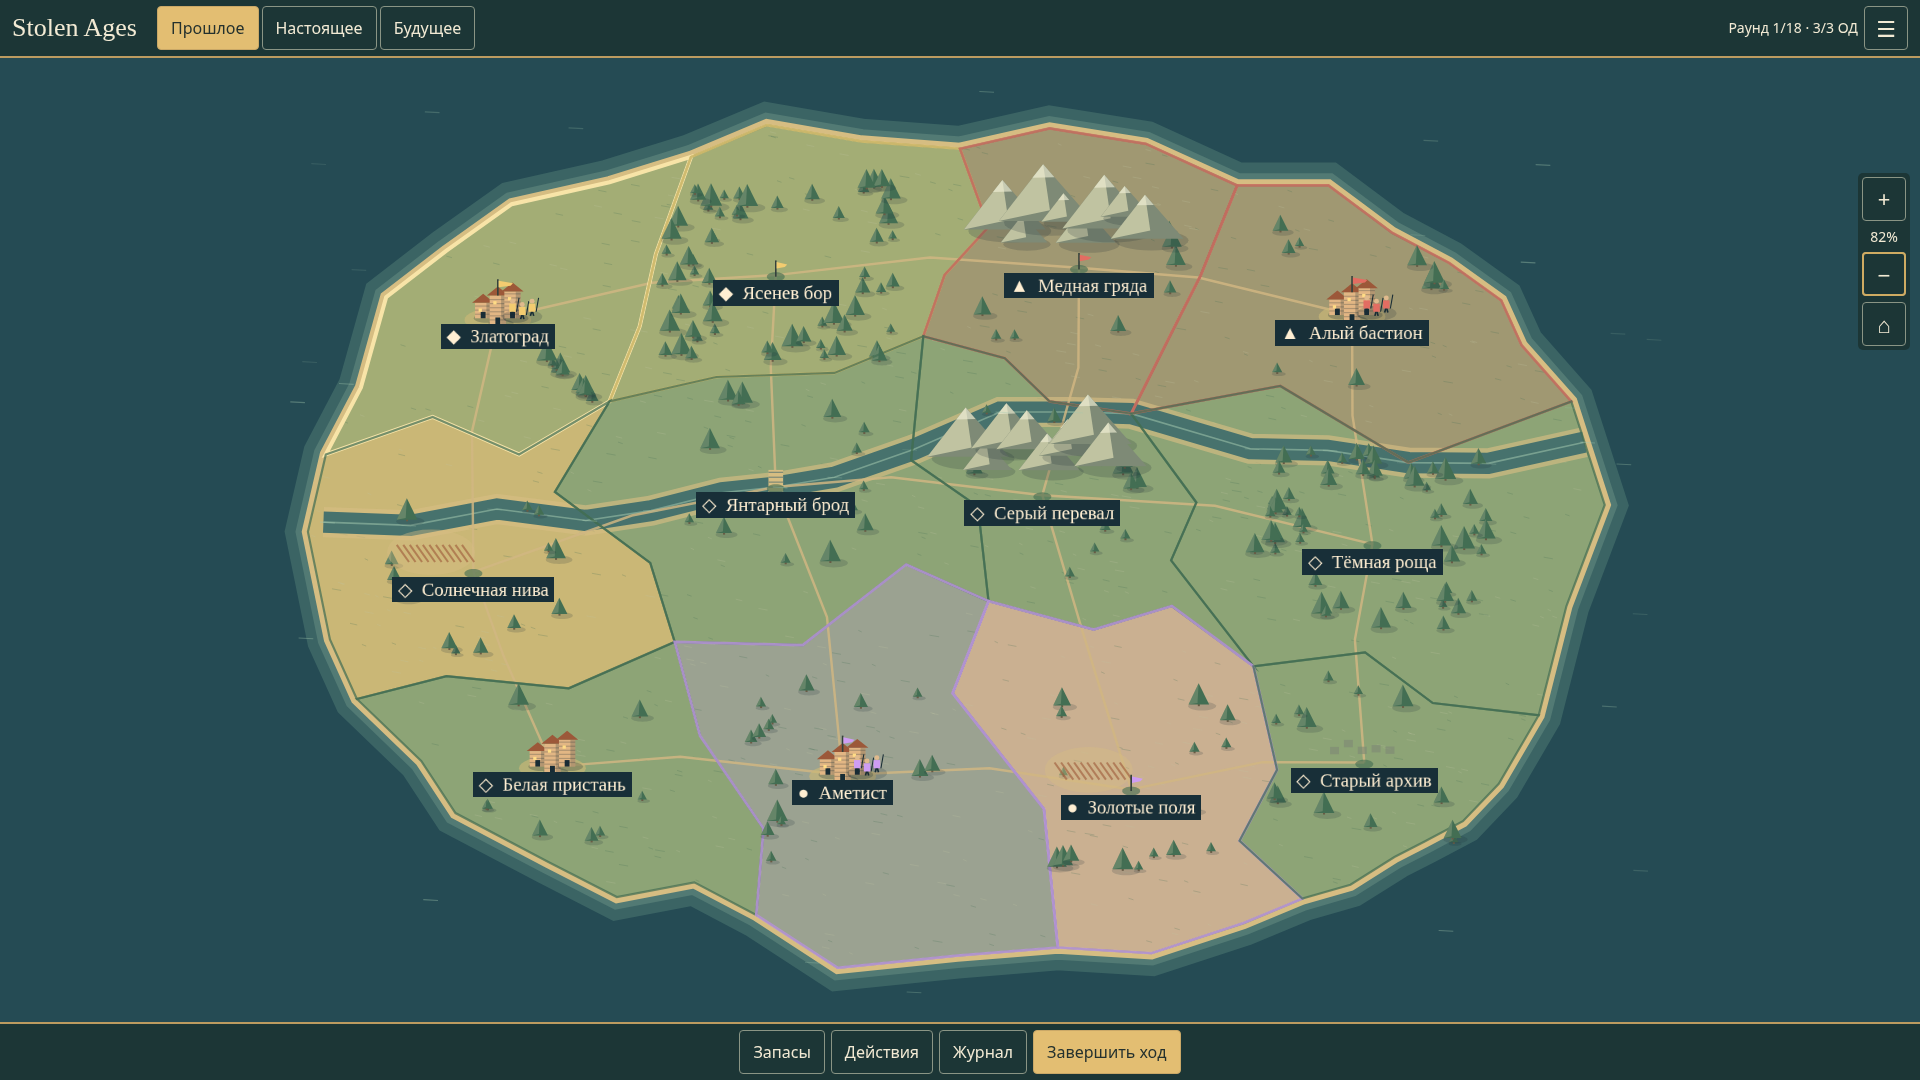 Stolen Ages
Прошлое
Настоящее
Будущее
Раунд 1/18 · 3/3 ОД
☰
+
82%
−
⌂
◆ Ясенев бор
▲ Медная гряда
◆ Златоград
▲ Алый бастион
◇ Янтарный брод
◇ Серый перевал
◇ Тёмная роща
◇ Солнечная нива
◇ Белая пристань
● Аметист
● Золотые поля
◇ Старый архив
Запасы
Действия
Журнал
Завершить ход